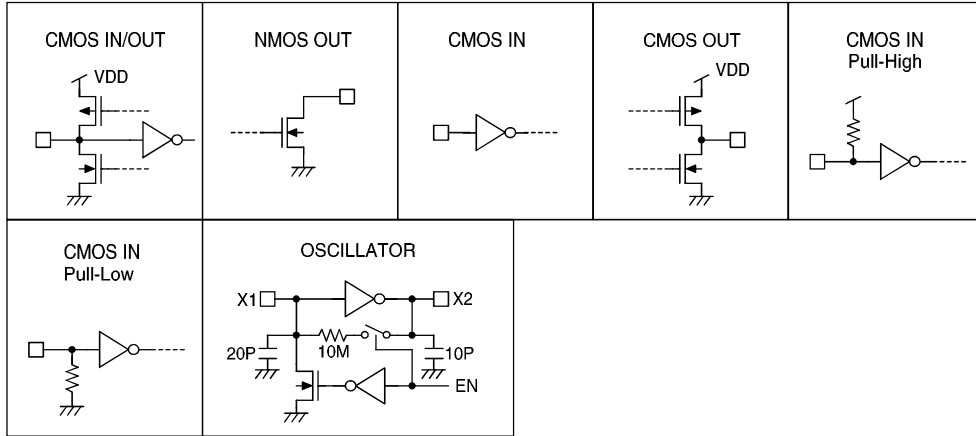 CMOS IN/OUT
VDD
NMOS OUT
CMOS IN
CMOS OUT
VDD
CMOS IN
Pull-High
CMOS IN
Pull-Low
OSCILLATOR
X1
X2
20P
10M
10P
EN